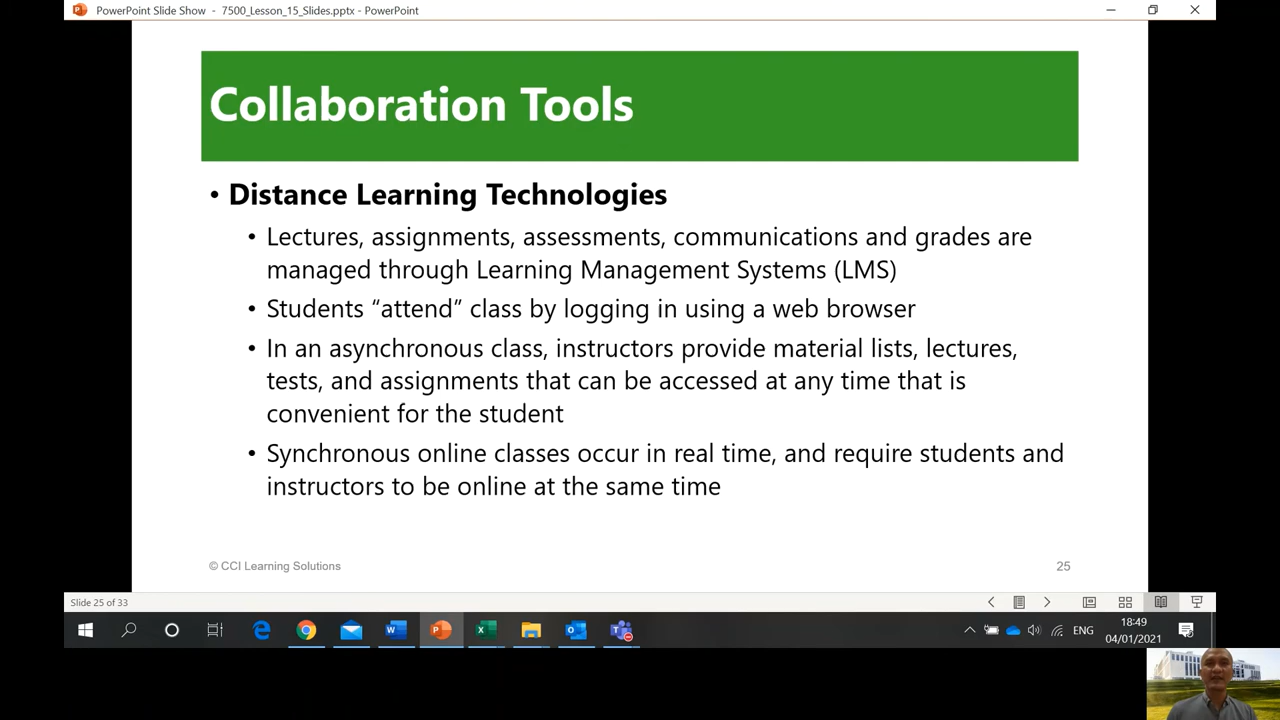 PowerPoint Slide Show - 7500_Lesson_15_Slides.pptx - PowerPoint
Collaboration Tools
• Distance Learning Technologies
• Lectures, assignments, assessments, communications and grades are
managed through Learning Management Systems (LMS)
• Students “attend” class by logging in using a web browser
• In an asynchronous class, instructors provide material lists, lectures,
tests, and assignments that can be accessed at any time that is
convenient for the student
• Synchronous online classes occur in real time, and require students and
instructors to be online at the same time
© CCI Learning Solutions 25
Slide 25 of 33
ENG 18:49
04/01/2021